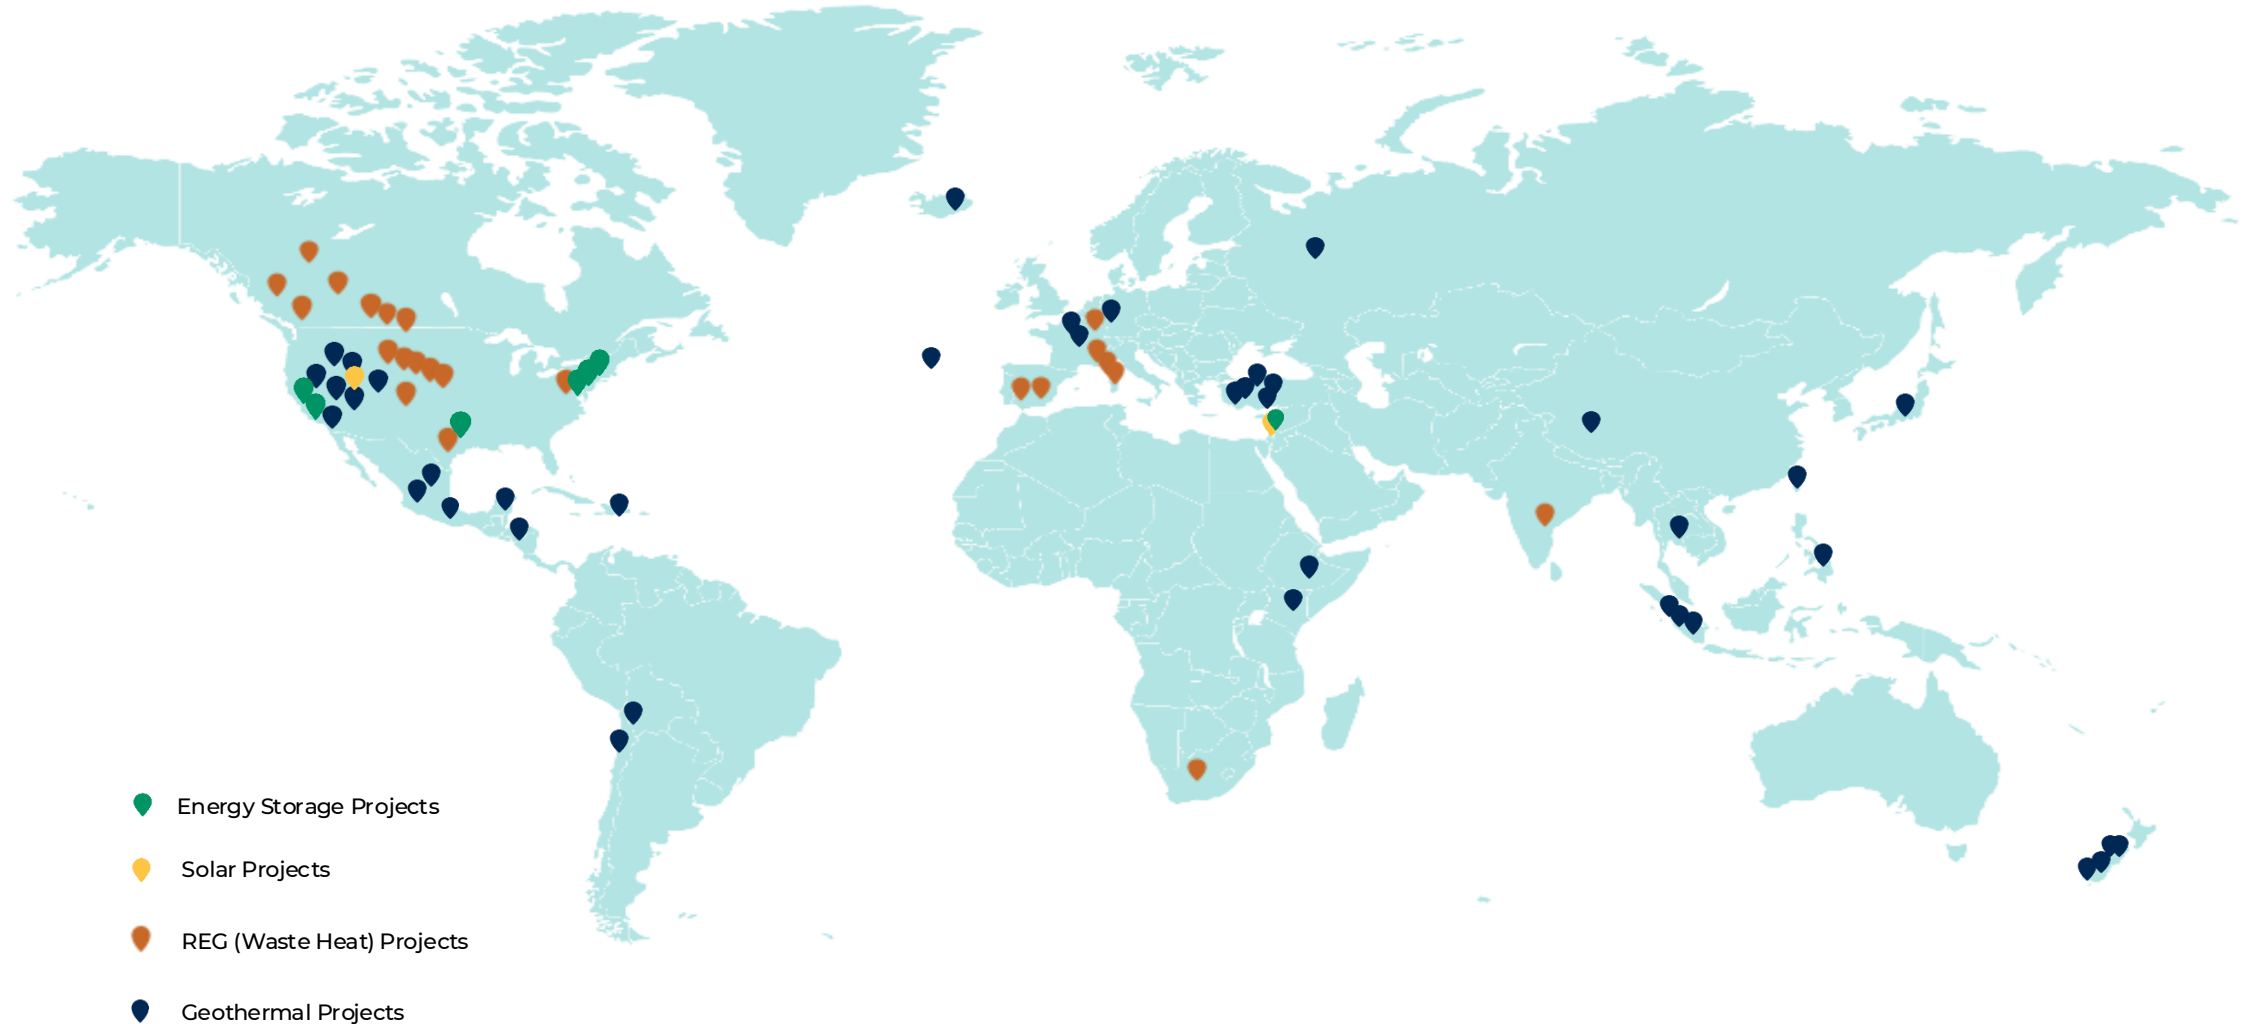 Energy Storage Projects
Solar Projects
REG (Waste Heat) Projects
Geothermal Projects